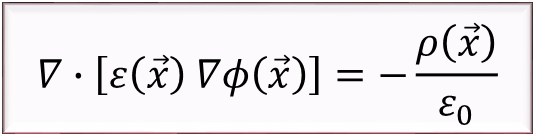 ∇ · [ε(x⃗) ∇ϕ(x⃗)] = − ρ(x⃗) / ε₀